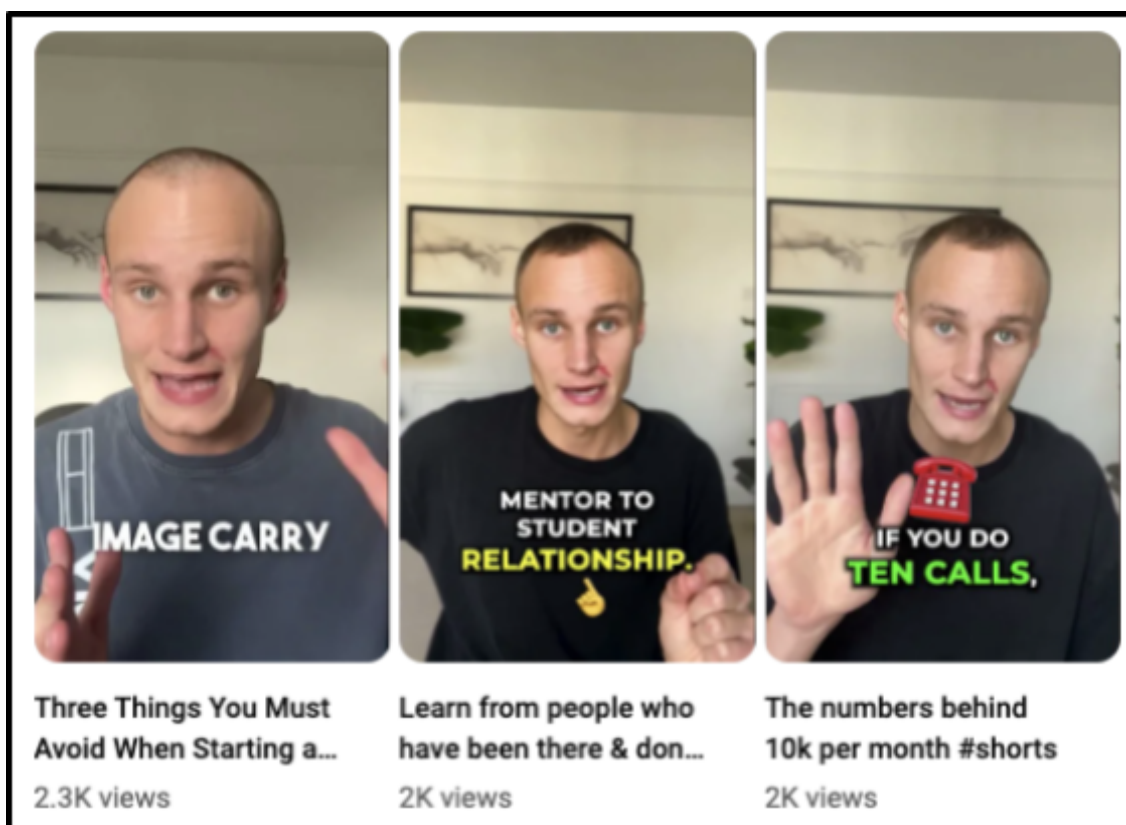 IMAGE CARRY
MENTOR TO
STUDENT
RELATIONSHIP.
IF YOU DO
TEN CALLS,
Three Things You Must
Avoid When Starting a...
2.3K views
Learn from people who
have been there & don...
2K views
The numbers behind
10k per month #shorts
2K views